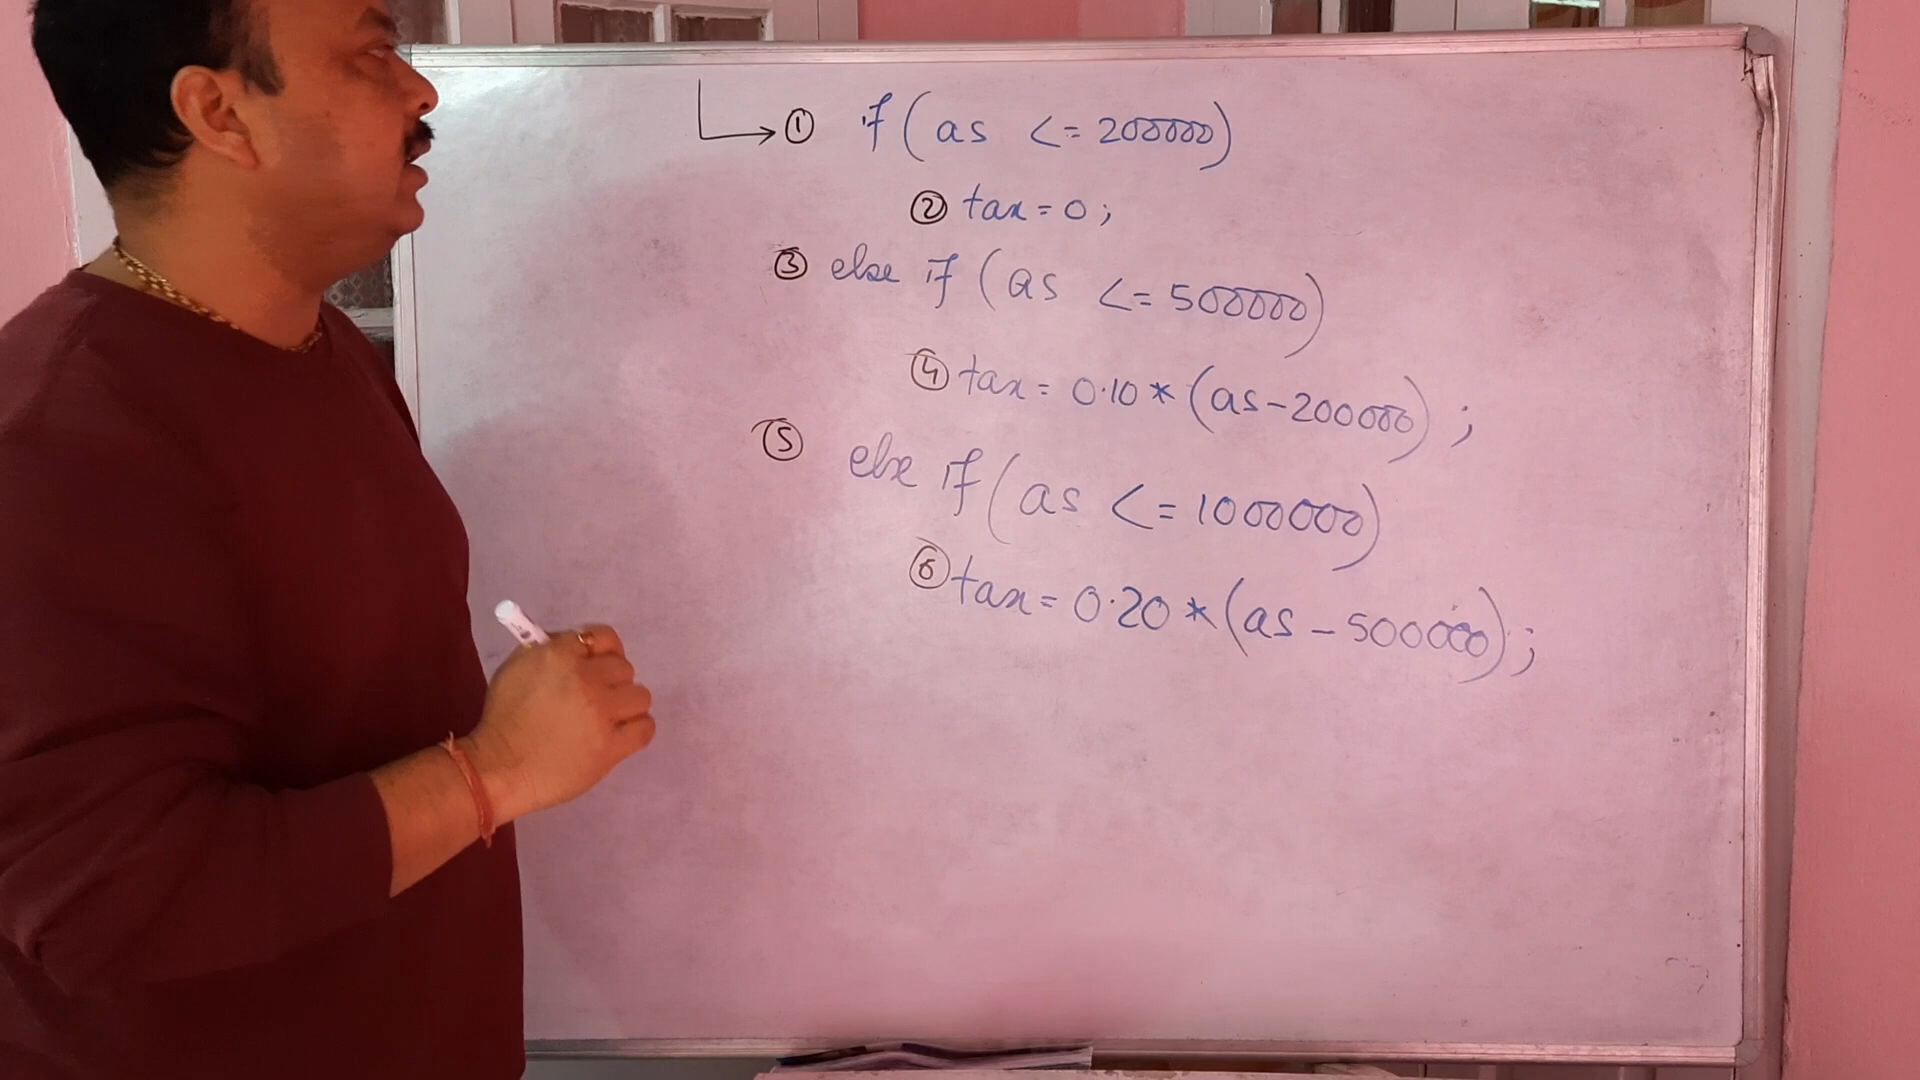 ① if (as <= 200000)
② tax = 0;
③ else if (as <= 500000)
④ tax = 0.10 * (as - 200000);
⑤ else if (as <= 1000000)
⑥ tax = 0.20 * (as - 500000);